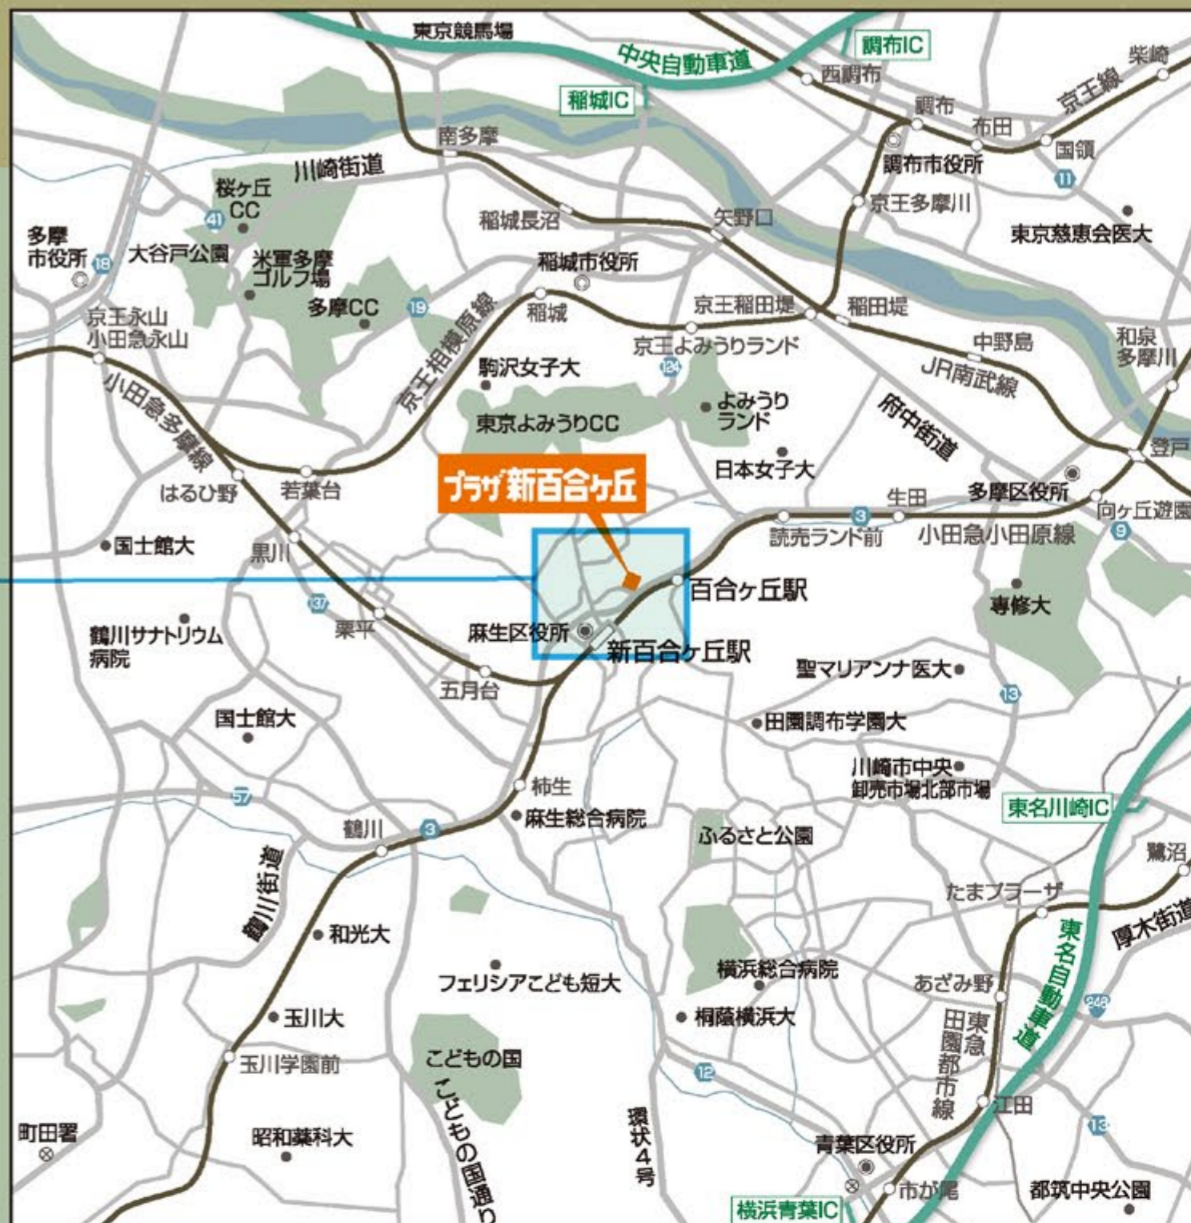 東京競馬場
中央自動車道
調布IC
柴崎
西調布
京王線
稲城IC
調布
布田
国領
南多摩
調布市役所
川崎街道
11
桜ヶ丘
CC
京王多摩川
41
稲城長沼
矢野口
東京慈恵会医大
多摩
市役所
18
大谷戸公園
米軍多摩
ゴルフ場
稲城市役所
多摩CC
19
稲城
京王稲田堤
稲田堤
京王永山
小田急永山
京王相模原線
京王よみうりランド
中野島
和泉
多摩川
JR南武線
124
駒沢女子大
小田急多摩線
東京よみうりCC
よみうり
ランド
府中街道
登戸
日本女子大
プラザ新百合ヶ丘
はるひ野
若葉台
生田
多摩区役所
向ヶ丘遊園
3
読売ランド前
小田急小田原線
9
国士館大
黒川
百合ヶ丘駅
専修大
37
栗平
麻生区役所
新百合ヶ丘駅
鶴川サナトリウム
病院
聖マリアンナ医大
五月台
13
国士館大
田園調布学園大
川崎市中央
卸売市場北部市場
柿生
57
東名川崎IC
麻生総合病院
鶴川
3
ふるさと公園
鷺沼
鶴川街道
たまプラーザ
厚木街道
和光大
東名自動車道
横浜総合病院
フェリシアこども短大
あざみ野
246
玉川大
桐蔭横浜大
東急
田園都市線
こどもの国
玉川学園前
12
江田
こどもの国通り
環状4号
13
町田署
昭和薬科大
青葉区役所
市が尾
都筑中央公園
横浜青葉IC